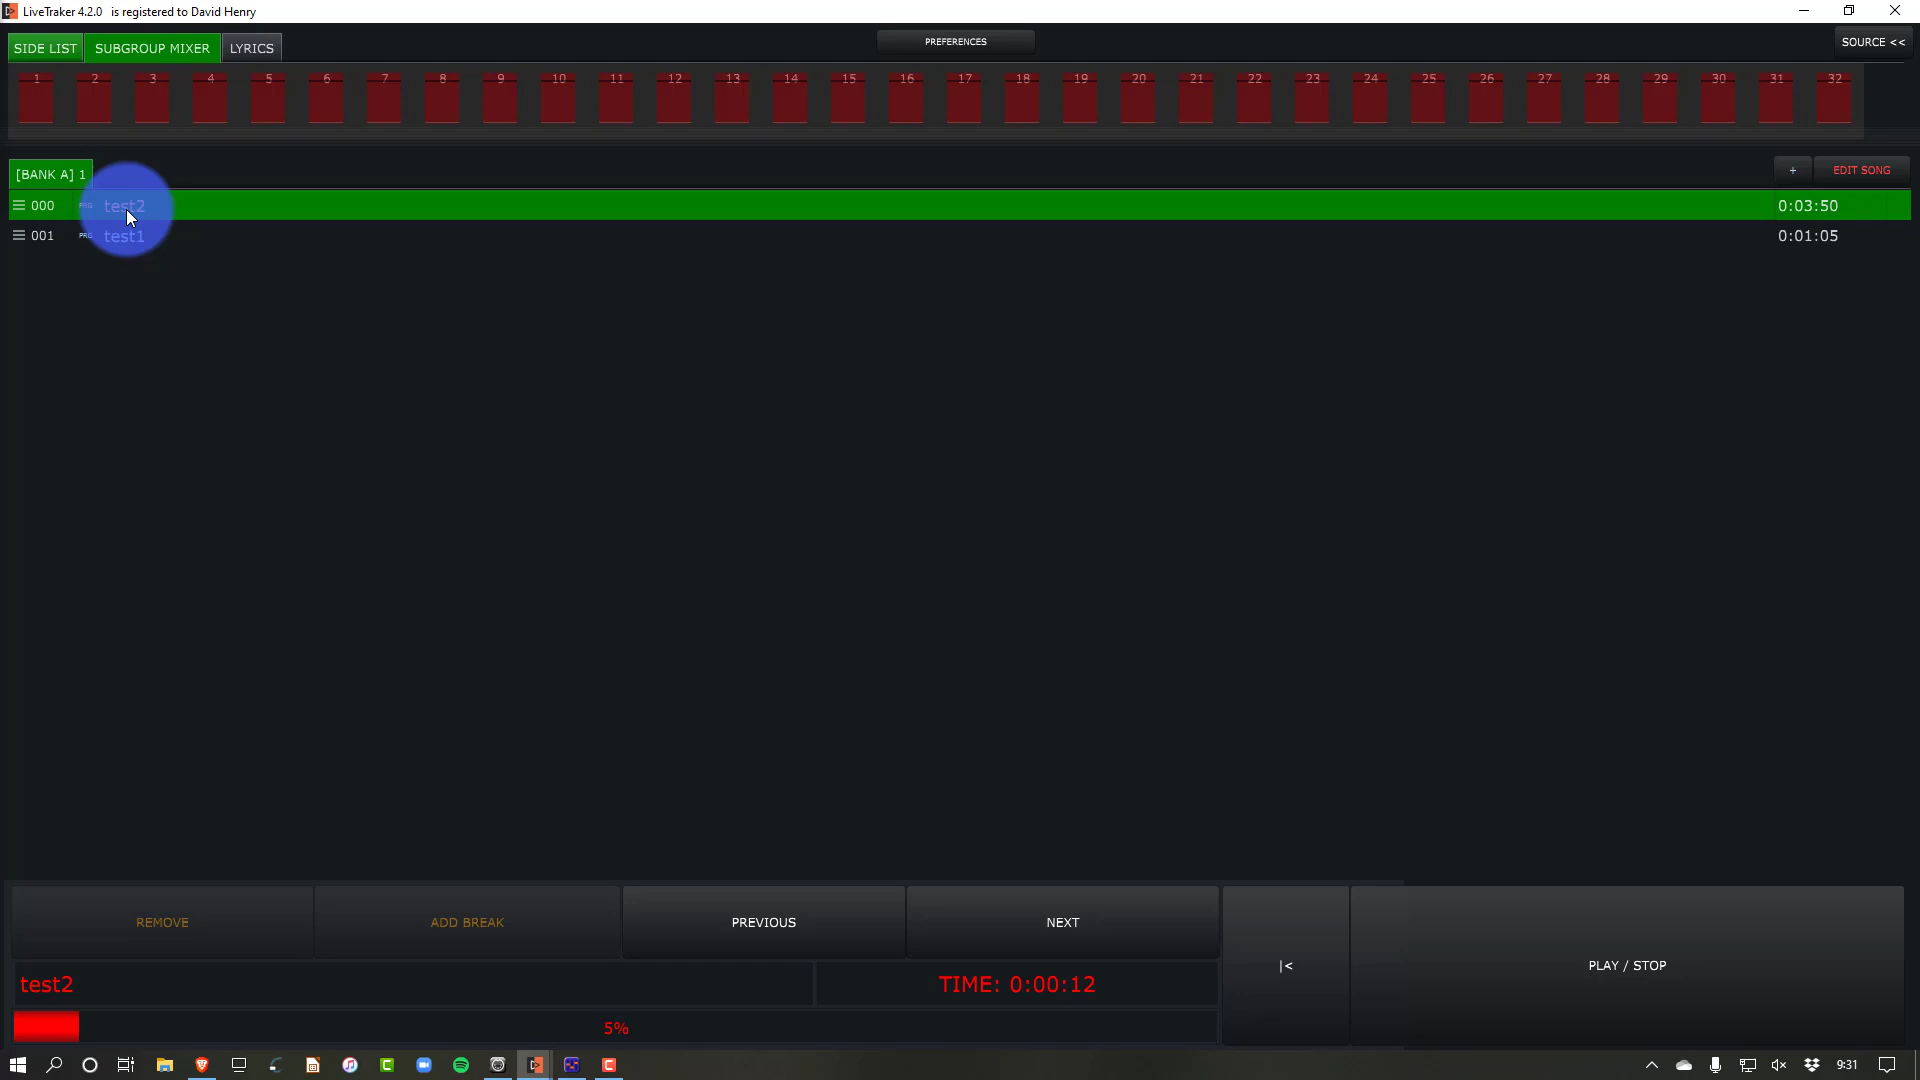 LiveTraker 4.2.0 is registered to David Henry
SIDE LIST SUBGROUP MIXER LYRICS PREFERENCES SOURCE <<
1 2 3 4 5 6 7 8 9 10 11 12 13 14 15 16 17 18 19 20 21 22 23 24 25 26 27 28 29 30 31 32
[BANK A] 1 + EDIT SONG
000 PRG test2 0:03:50
001 PRG test1 0:01:05
REMOVE ADD BREAK PREVIOUS NEXT
|< PLAY / STOP
test2 TIME: 0:00:12
5%
9:31